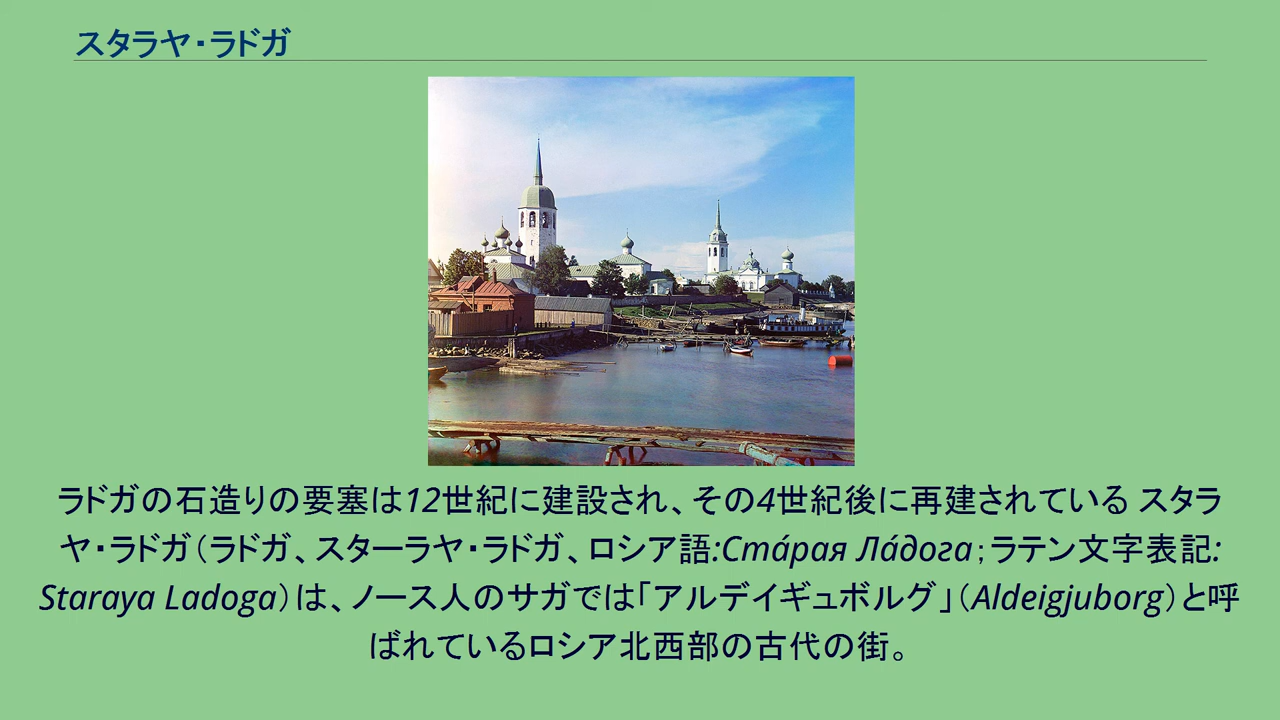 スタラヤ・ラドガ
ラドガの石造りの要塞は12世紀に建設され、その4世紀後に再建されている スタラ
ヤ・ラドガ（ラドガ、スターラヤ・ラドガ、ロシア語:Ста́рая Ла́дога；ラテン文字表記:
Staraya Ladoga）は、ノース人のサガでは「アルデイギュボルグ」（Aldeigjuborg）と呼
ばれているロシア北西部の古代の街。